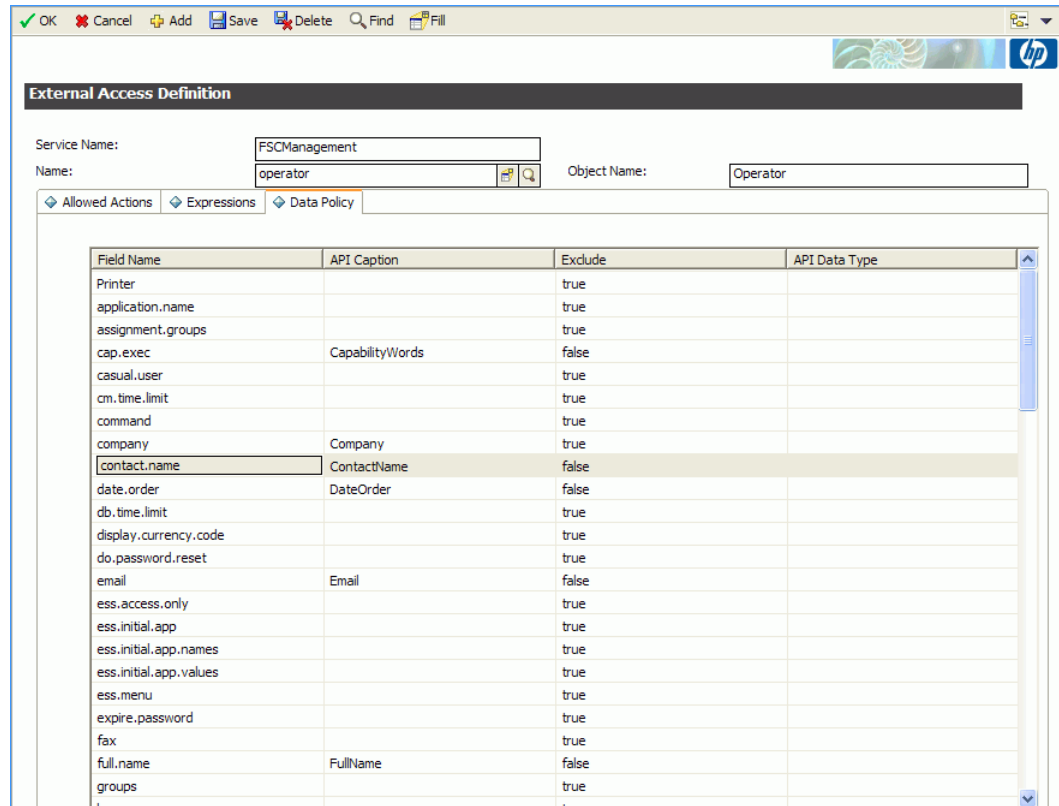 OK Cancel Add Save Delete Find Fill
hp
External Access Definition
Service Name: FSCManagement
Name: operator Object Name: Operator
Allowed Actions Expressions Data Policy
Field Name API Caption Exclude API Data Type
Printer true
application.name true
assignment.groups true
cap.exec CapabilityWords false
casual.user true
cm.time.limit true
command true
company Company true
contact.name ContactName false
date.order DateOrder false
db.time.limit true
display.currency.code true
do.password.reset true
email Email false
ess.access.only true
ess.initial.app true
ess.initial.app.names true
ess.initial.app.values true
ess.menu true
expire.password true
fax true
full.name FullName false
groups true